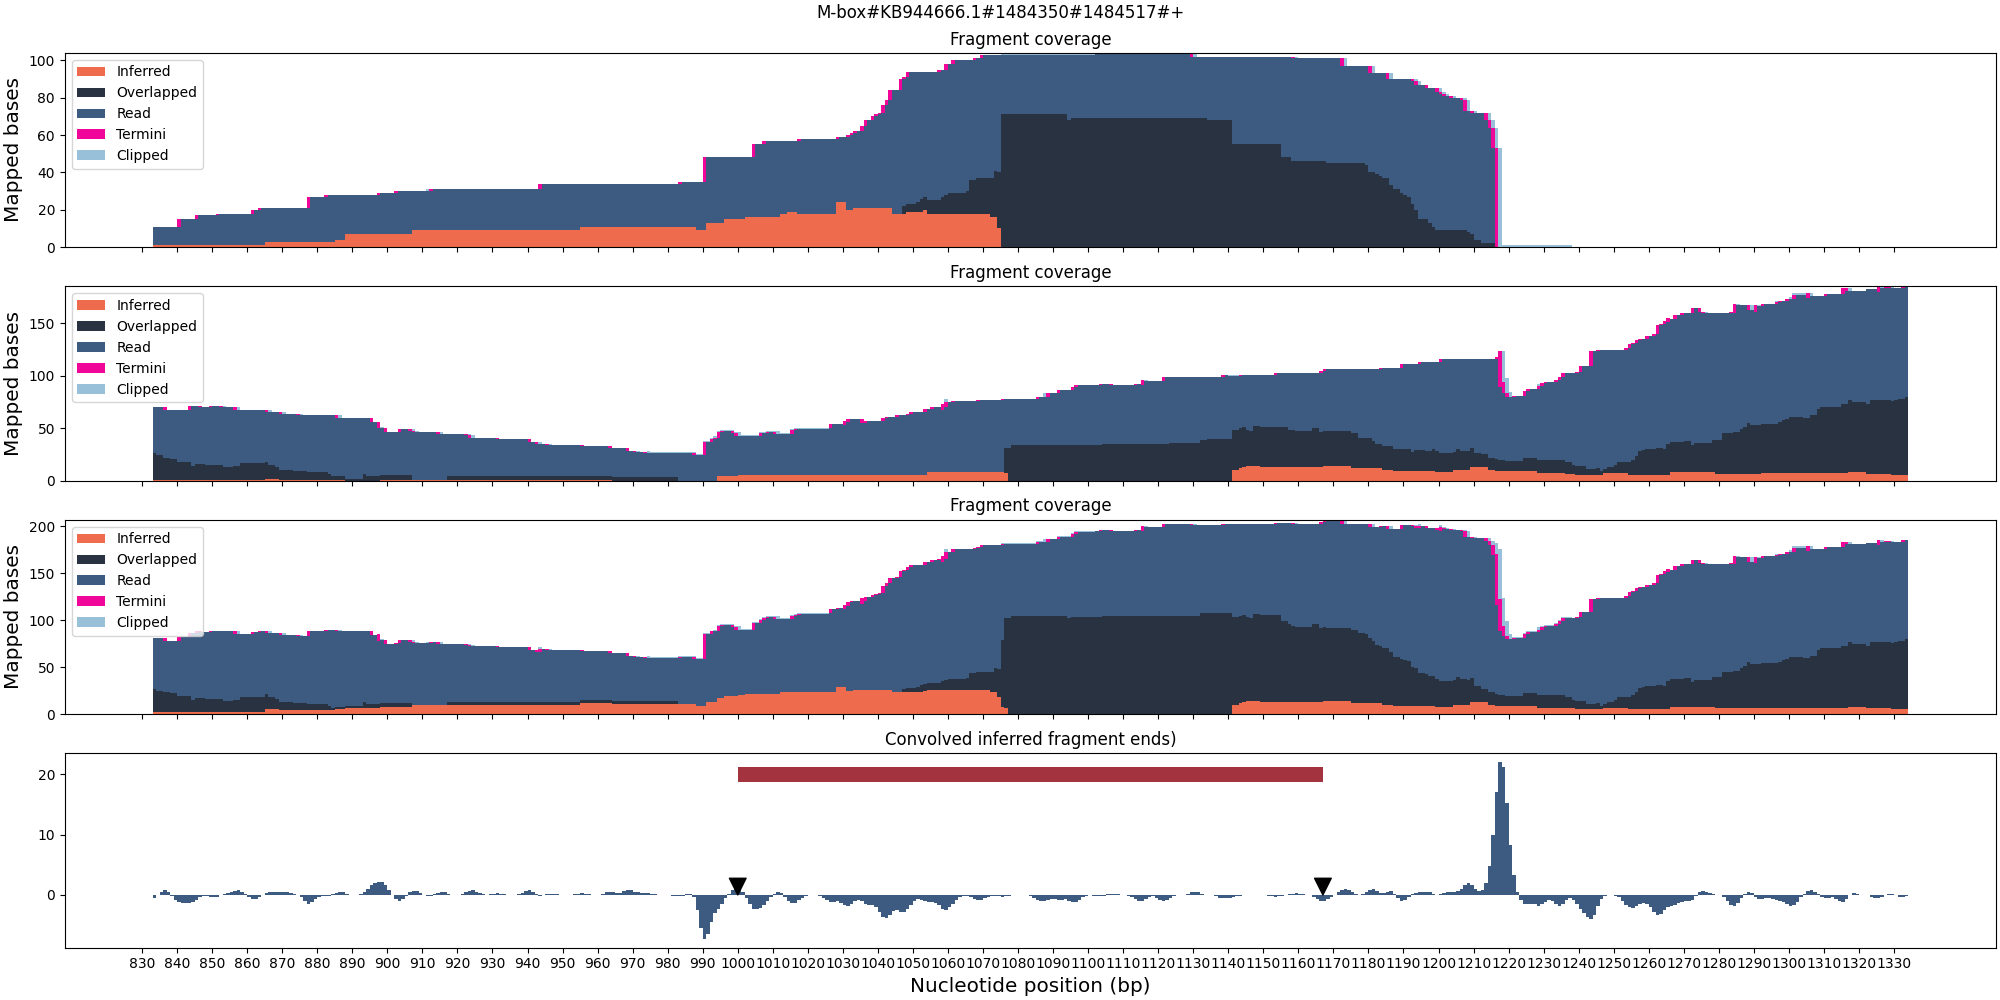 M-box#KB944666.1#1484350#1484517#+
Fragment coverage
Mapped bases
100
80
60
40
20
0
Inferred
Overlapped
Read
Termini
Clipped
Fragment coverage
Mapped bases
150
100
50
0
Inferred
Overlapped
Read
Termini
Clipped
Fragment coverage
Mapped bases
200
150
100
50
0
Inferred
Overlapped
Read
Termini
Clipped
Convolved inferred fragment ends)
20
10
0
830 840 850 860 870 880 890 900 910 920 930 940 950 960 970 980 990 1000 1010 1020 1030 1040 1050 1060 1070 1080 1090 1100 1110 1120 1130 1140 1150 1160 1170 1180 1190 1200 1210 1220 1230 1240 1250 1260 1270 1280 1290 1300 1310 1320 1330
Nucleotide position (bp)